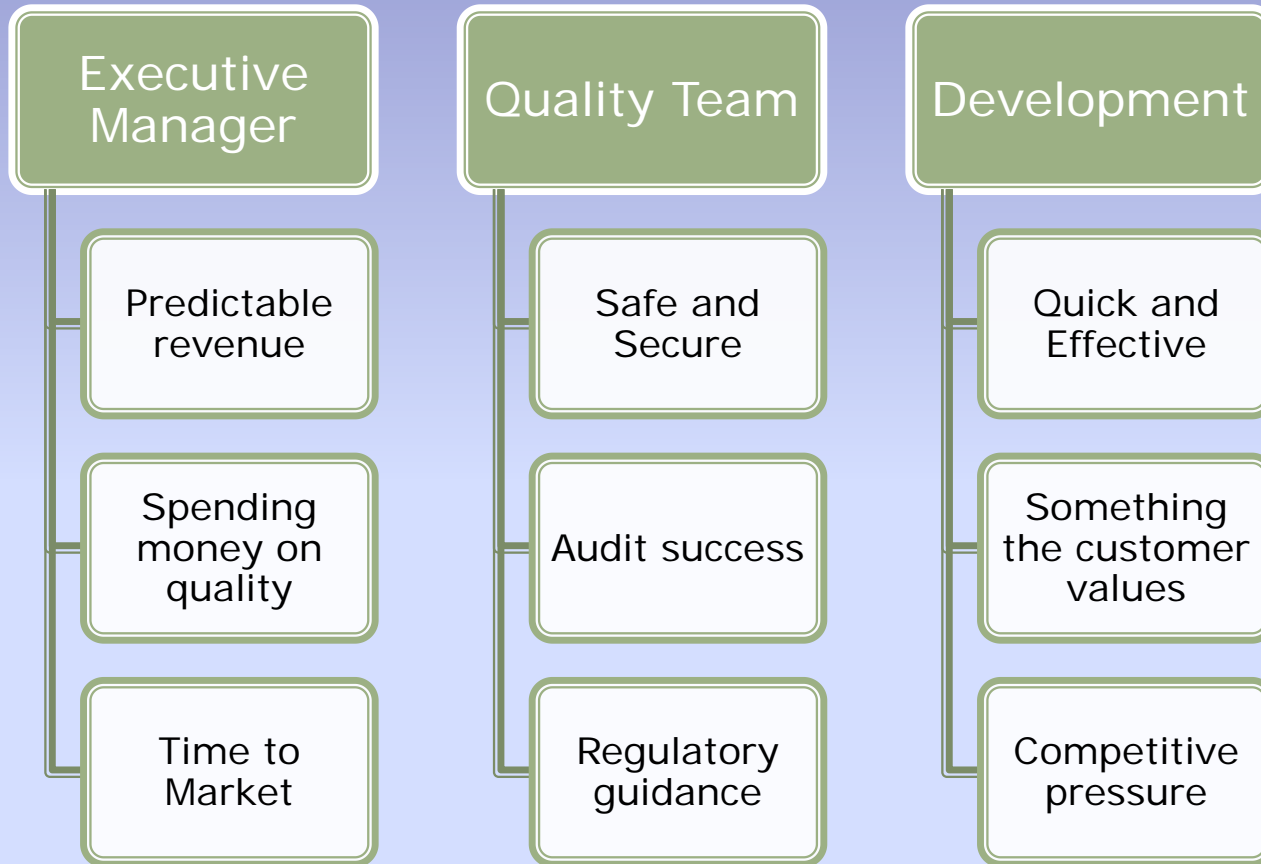 Executive
Manager
Predictable
revenue
Spending
money on
quality
Time to
Market
Quality Team
Safe and
Secure
Audit success
Regulatory
guidance
Development
Quick and
Effective
Something
the customer
values
Competitive
pressure